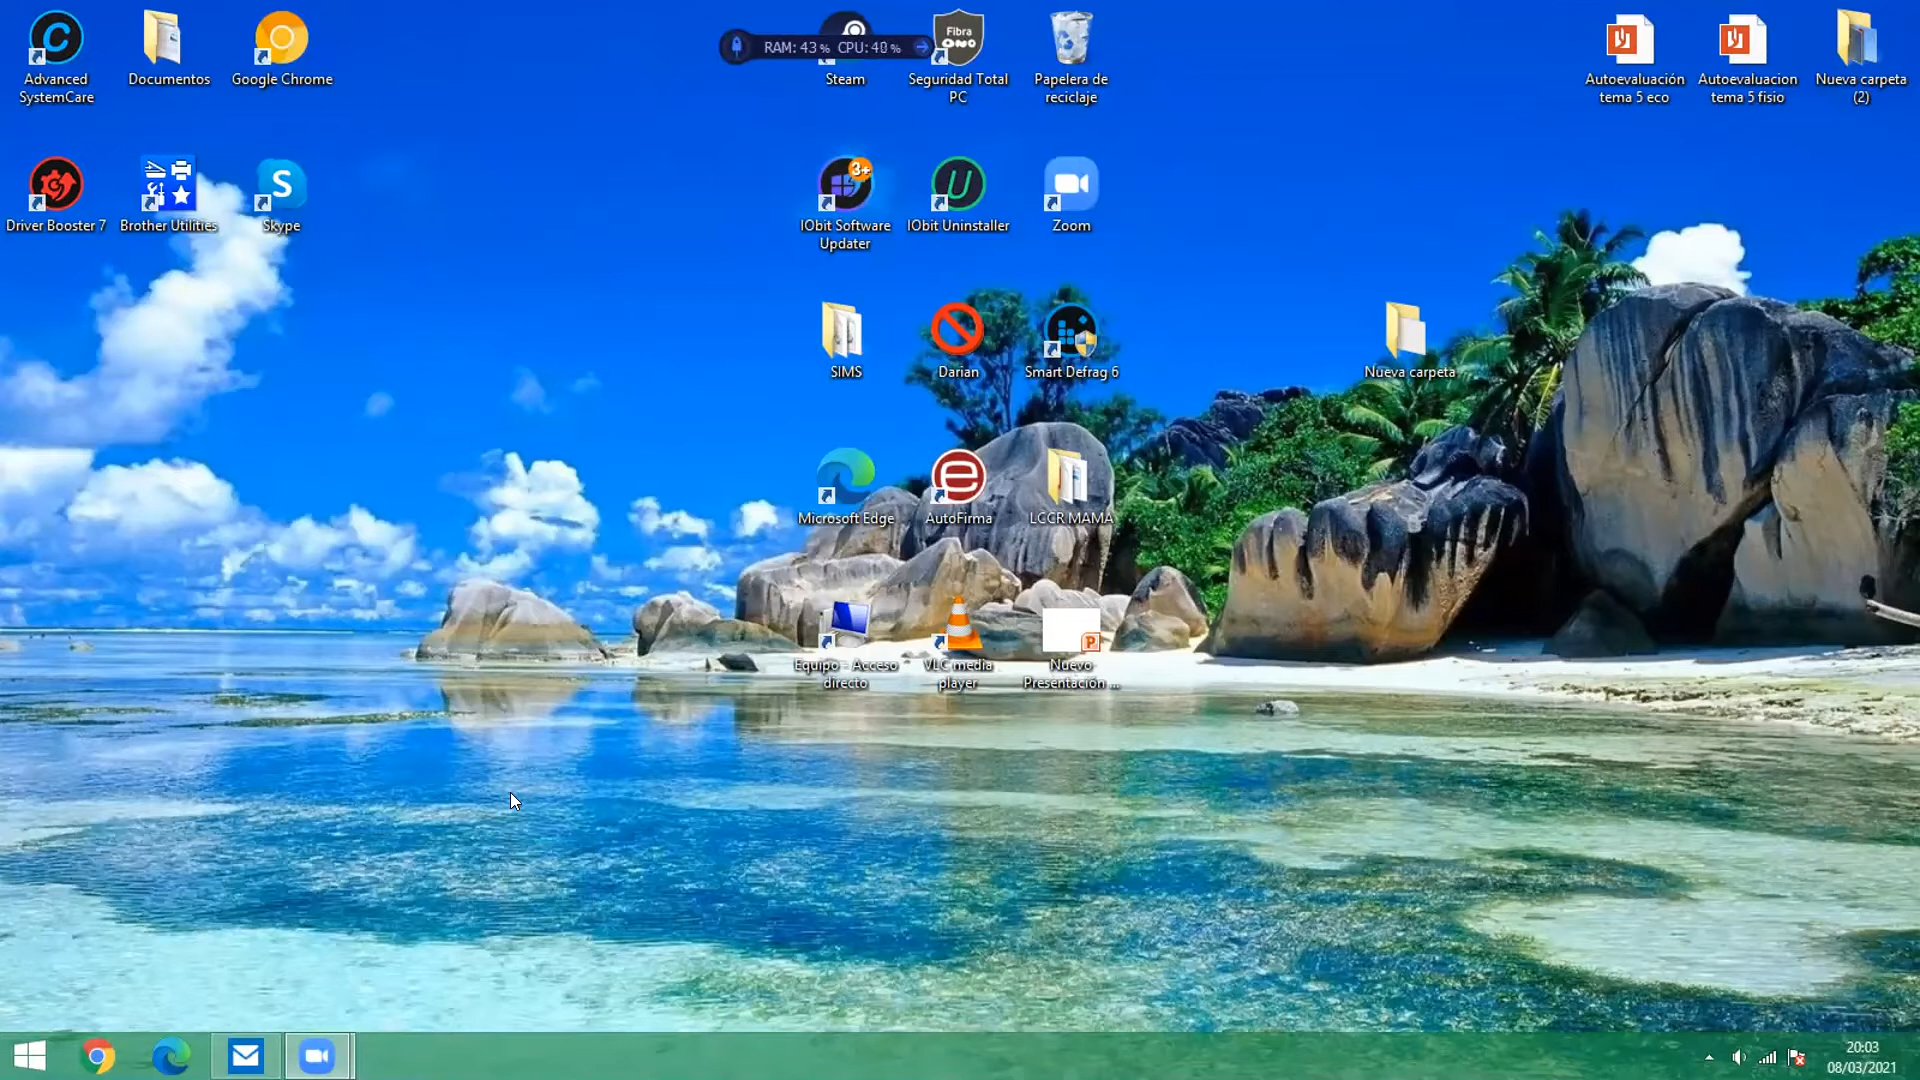 Advanced
SystemCare
Documentos
Google Chrome
RAM: 43 % CPU: 40 %
Steam
Fibra
ONO
Seguridad Total
PC
Papelera de
reciclaje
Autoevaluación
tema 5 eco
Autoevaluacion
tema 5 fisio
Nueva carpeta
(2)
Driver Booster 7
Brother Utilities
S
Skype
3+
IObit Software
Updater
U
IObit Uninstaller
Zoom
SIMS
Darian
Smart Defrag 6
Nueva carpeta
Microsoft Edge
AutoFirma
LCCR MAMA
Equipo - Acceso
directo
VLC media
player
P
Nuevo
Presentación ...
20:03
08/03/2021